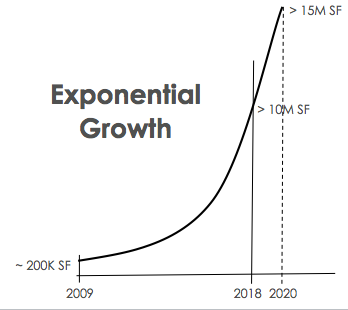 > 15M SF
Exponential
Growth
> 10M SF
~ 200K SF
2009
2018 2020